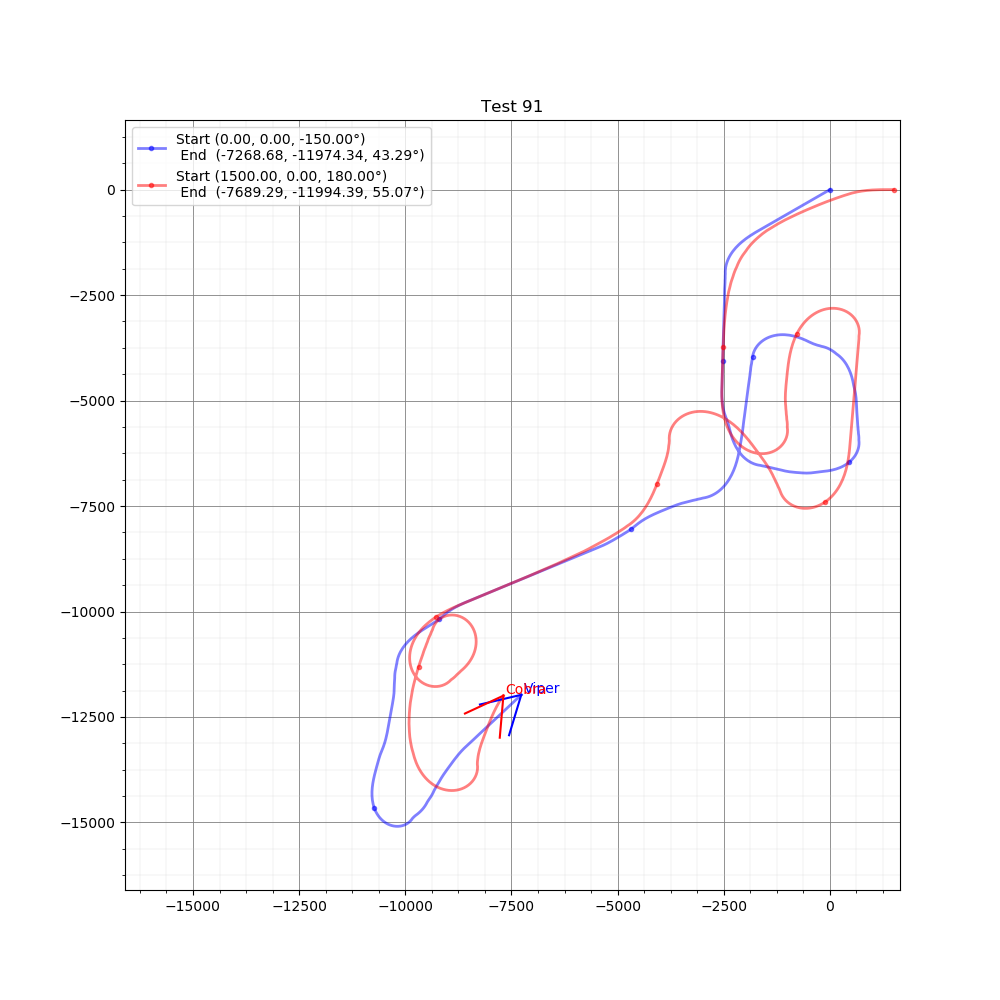 Test 91
Start (0.00, 0.00, -150.00°)
End (-7268.68, -11974.34, 43.29°)
Start (1500.00, 0.00, 180.00°)
End (-7689.29, -11994.39, 55.07°)
0
−2500
−5000
−7500
−10000
−12500
−15000
Cobra
Viper
−15000 −12500 −10000 −7500 −5000 −2500 0